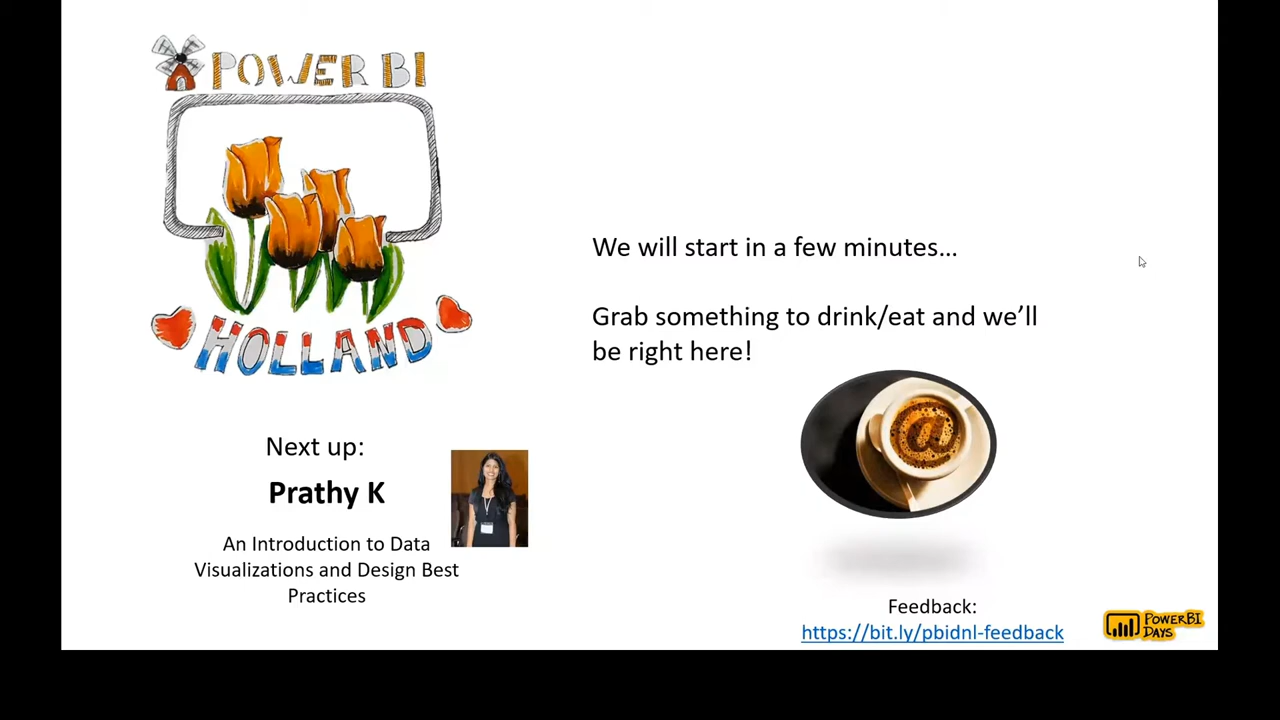 POWER BI
HOLLAND
Next up:
Prathy K
An Introduction to Data
Visualizations and Design Best
Practices
We will start in a few minutes…
Grab something to drink/eat and we’ll
be right here!
@
Feedback:
https://bit.ly/pbidnl-feedback
POWERBI
DAYS